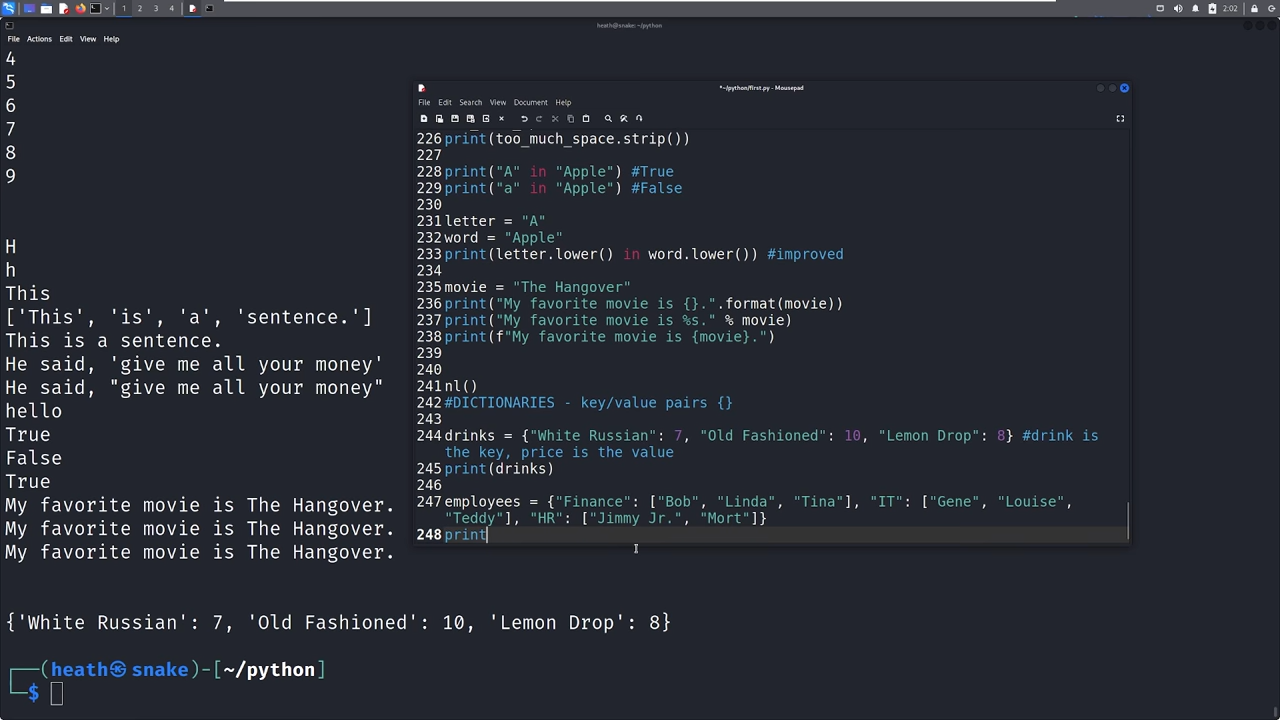 1 2 3 4
2:02
heath@snake: ~/python
File Actions Edit View Help
4
5
6
7
8
9
H
h
This
['This', 'is', 'a', 'sentence.']
This is a sentence.
He said, 'give me all your money'
He said, "give me all your money"
hello
True
False
True
My favorite movie is The Hangover.
My favorite movie is The Hangover.
My favorite movie is The Hangover.
{'White Russian': 7, 'Old Fashioned': 10, 'Lemon Drop': 8}
(heath㉿snake)-[~/python]
$
*~/python/first.py - Mousepad
File Edit Search View Document Help
226 print(too_much_space.strip())
227
228 print("A" in "Apple") #True
229 print("a" in "Apple") #False
230
231 letter = "A"
232 word = "Apple"
233 print(letter.lower() in word.lower()) #improved
234
235 movie = "The Hangover"
236 print("My favorite movie is {}.".format(movie))
237 print("My favorite movie is %s." % movie)
238 print(f"My favorite movie is {movie}.")
239
240
241 nl()
242 #DICTIONARIES - key/value pairs {}
243
244 drinks = {"White Russian": 7, "Old Fashioned": 10, "Lemon Drop": 8} #drink is
the key, price is the value
245 print(drinks)
246
247 employees = {"Finance": ["Bob", "Linda", "Tina"], "IT": ["Gene", "Louise",
"Teddy"], "HR": ["Jimmy Jr.", "Mort"]}
248 print